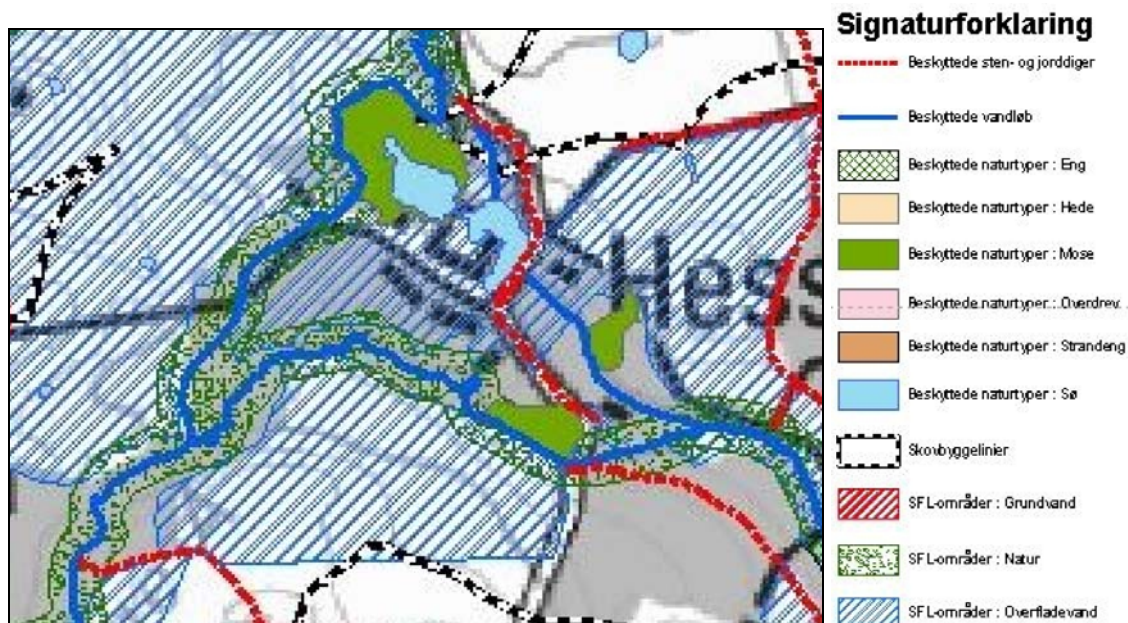 Signaturforklaring
Beskyttede sten- og jorddiger
Beskyttede vandløb
Beskyttede naturtyper : Eng
Beskyttede naturtyper : Hede
Beskyttede naturtyper : Mose
Beskyttede naturtyper : Overdrev
Beskyttede naturtyper : Strandeng
Beskyttede naturtyper : Sø
Skovbyggelinier
SFL-områder : Grundvand
SFL-områder : Natur
SFL-områder : Overfladevand
Hess